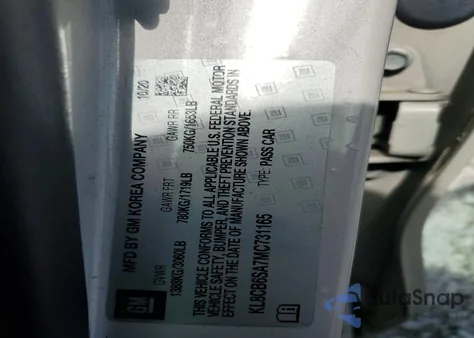 MFD BY GM KOREA COMPANY 10/20
GVWR GAWR FRT GAWR RR
1388KG/3060LB 780KG/1719LB 750KG/1653LB
THIS VEHICLE CONFORMS TO ALL APPLICABLE U.S. FEDERAL MOTOR
VEHICLE SAFETY, BUMPER, AND THEFT PREVENTION STANDARDS IN
EFFECT ON THE DATE OF MANUFACTURE SHOWN ABOVE.
KL8CB6SA7MC731165 TYPE: PASS CAR
GM
AutoSnap